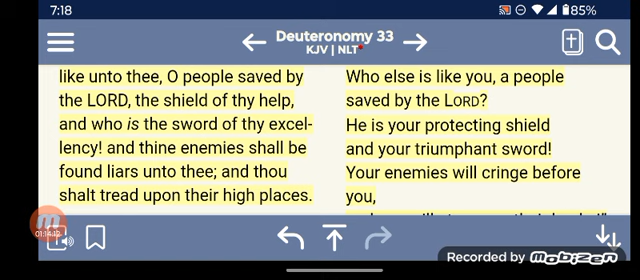 7:18
85%
Deuteronomy 33
KJV | NLT
like unto thee, O people saved by
the LORD, the shield of thy help,
and who is the sword of thy excel-
lency! and thine enemies shall be
found liars unto thee; and thou
shalt tread upon their high places.
Who else is like you, a people
saved by the LORD?
He is your protecting shield
and your triumphant sword!
Your enemies will cringe before
you,
01:14:12
Recorded by mobizen